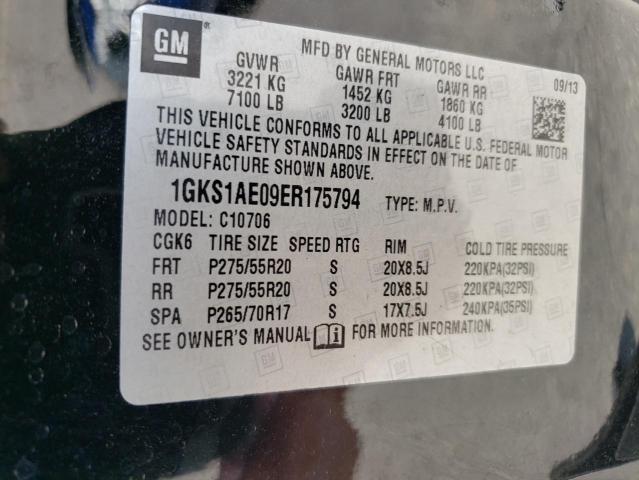 GM
MFD BY GENERAL MOTORS LLC
GVWR GAWR FRT GAWR RR 09/13
3221 KG 1452 KG 1860 KG
7100 LB 3200 LB 4100 LB
THIS VEHICLE CONFORMS TO ALL APPLICABLE U.S. FEDERAL MOTOR
VEHICLE SAFETY STANDARDS IN EFFECT ON THE DATE OF
MANUFACTURE SHOWN ABOVE.
1GKS1AE09ER175794 TYPE: M.P.V.
MODEL: C10706
CGK6 TIRE SIZE SPEED RTG RIM COLD TIRE PRESSURE
FRT P275/55R20 S 20X8.5J 220KPA(32PSI)
RR P275/55R20 S 20X8.5J 220KPA(32PSI)
SPA P265/70R17 S 17X7.5J 240KPA(35PSI)
SEE OWNER'S MANUAL FOR MORE INFORMATION.